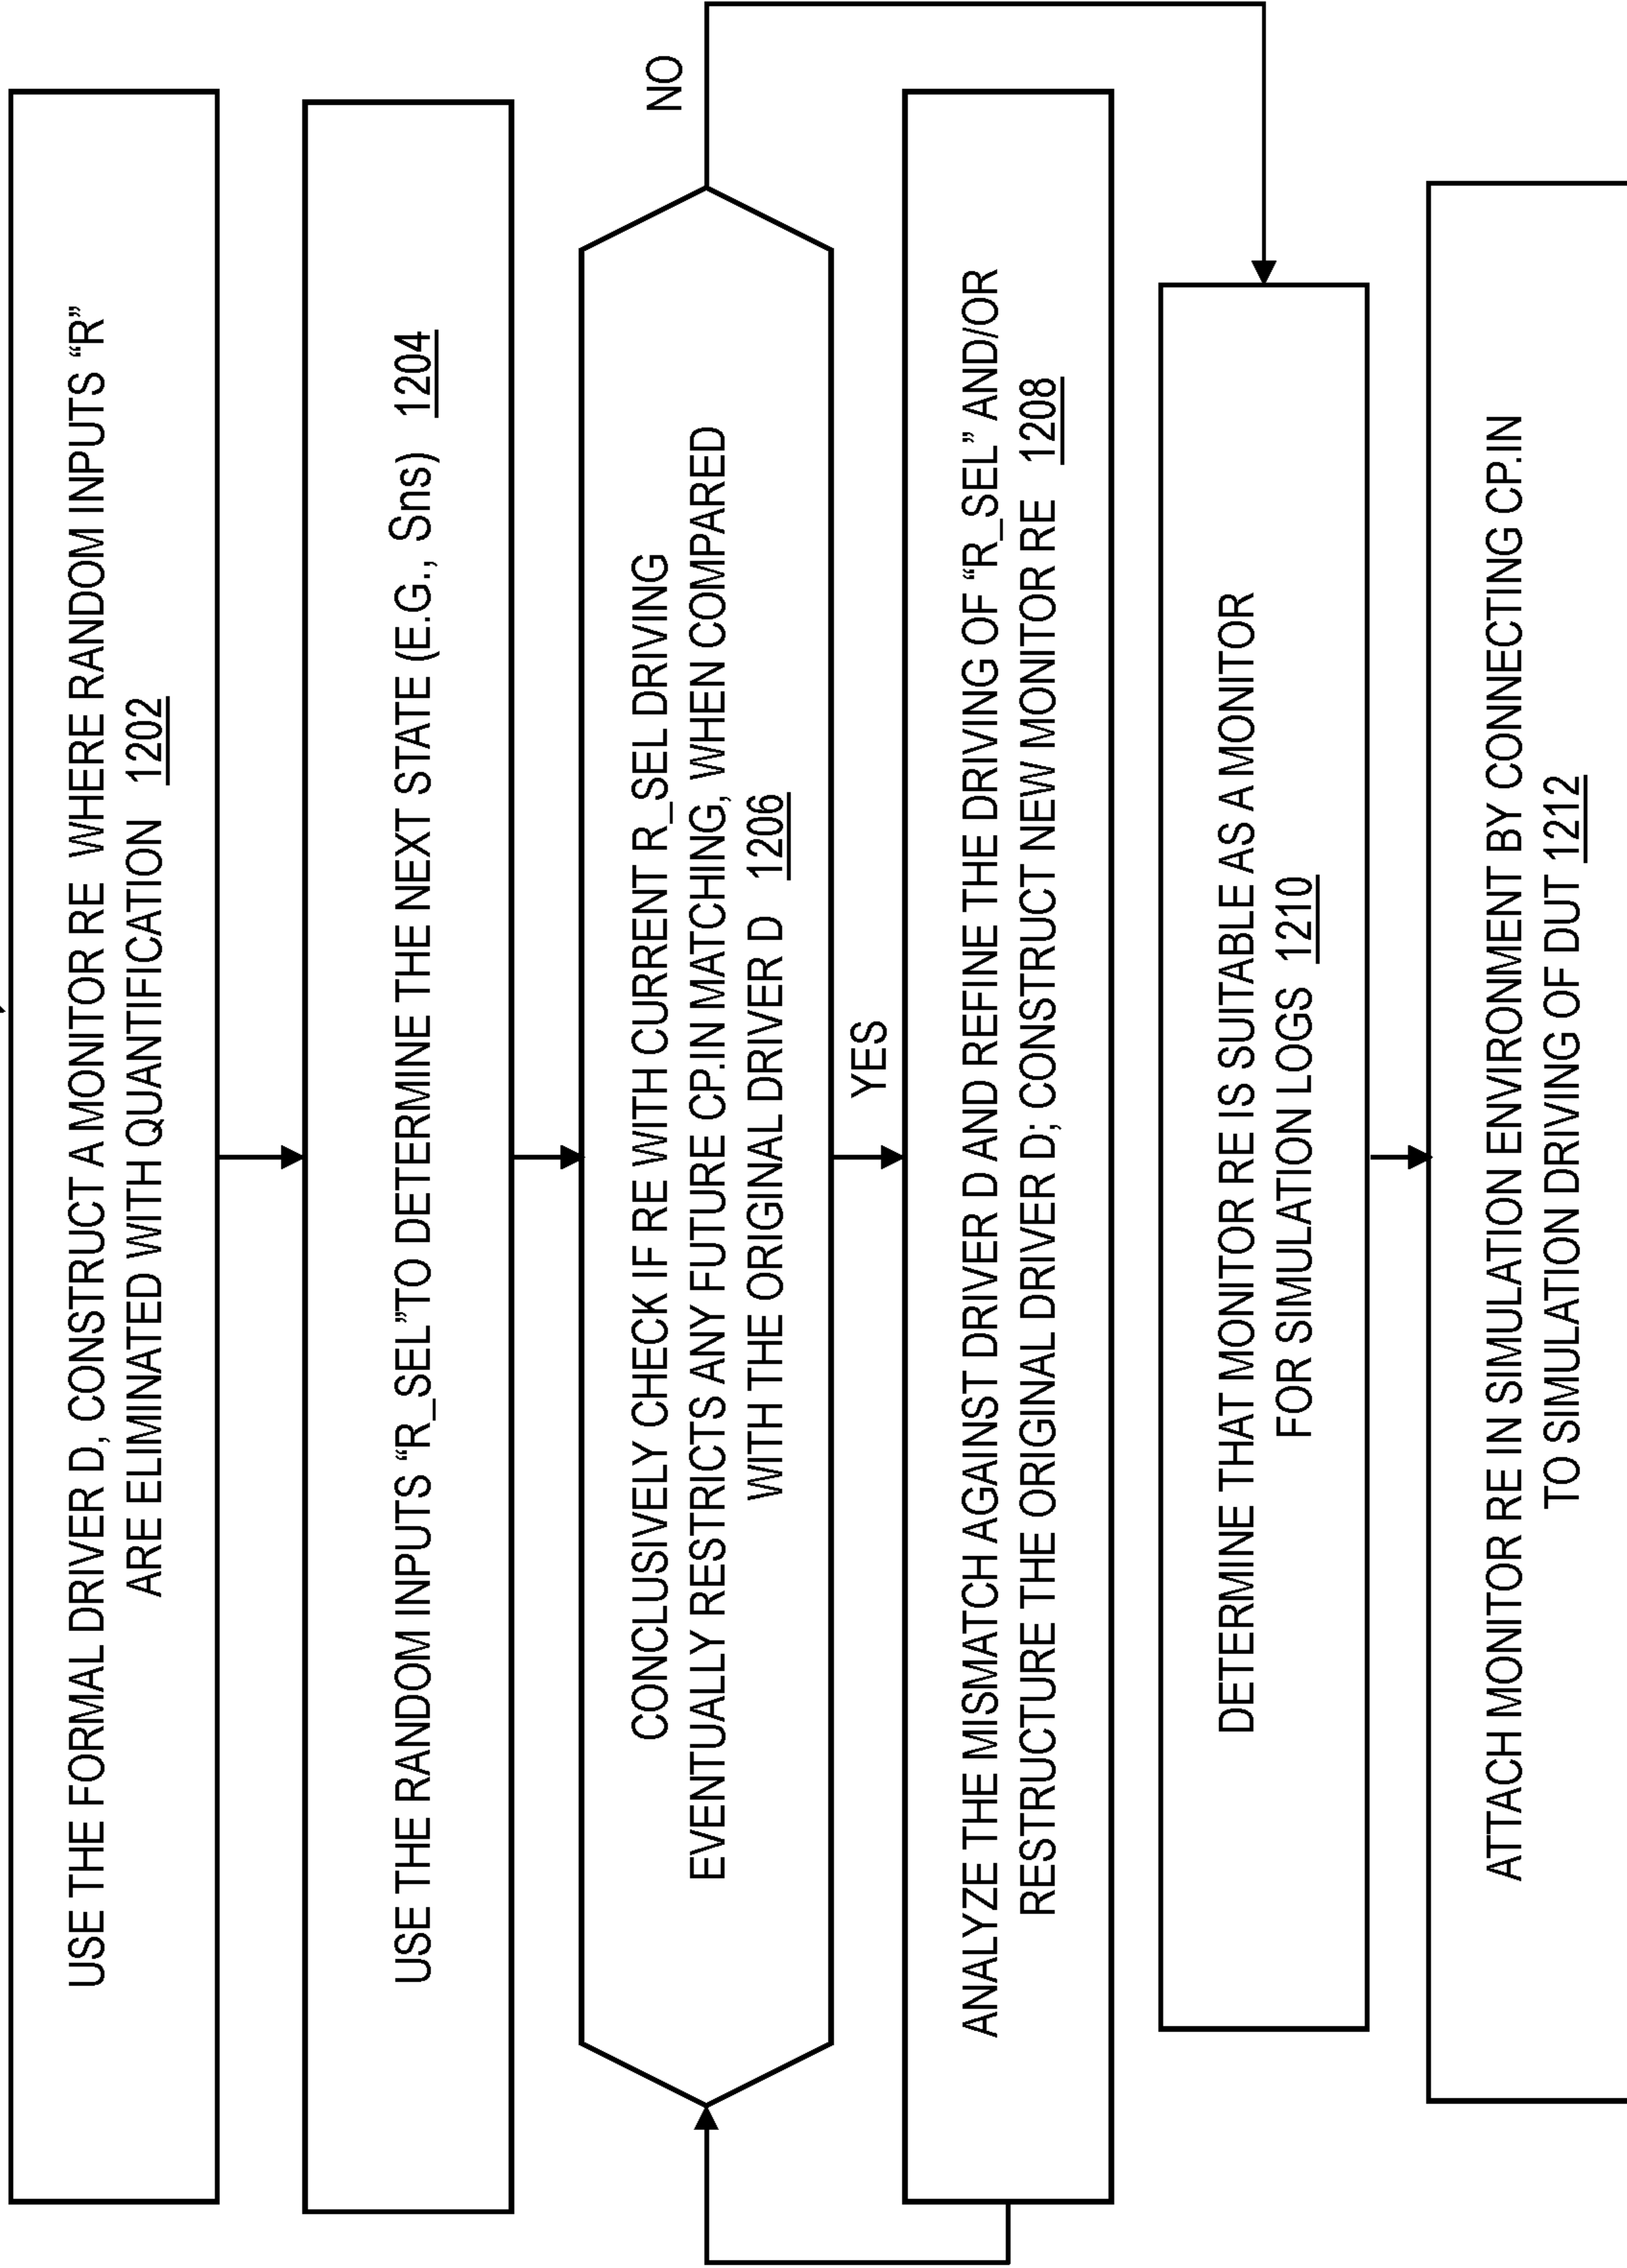 USE THE FORMAL DRIVER D, CONSTRUCT A MONITOR RE WHERE RANDOM INPUTS “R”
ARE ELIMINATED WITH QUANTIFICATION 1202
USE THE RANDOM INPUTS “R_SEL”TO DETERMINE THE NEXT STATE (E.G., Sns) 1204
CONCLUSIVELY CHECK IF RE WITH CURRENT R_SEL DRIVING
EVENTUALLY RESTRICTS ANY FUTURE CP.IN MATCHING, WHEN COMPARED
WITH THE ORIGINAL DRIVER D 1206
NO
YES
ANALYZE THE MISMATCH AGAINST DRIVER D AND REFINE THE DRIVING OF “R_SEL” AND/OR
RESTRUCTURE THE ORIGINAL DRIVER D; CONSTRUCT NEW MONITOR RE 1208
DETERMINE THAT MONITOR RE IS SUITABLE AS A MONITOR
FOR SIMULATION LOGS 1210
ATTACH MONITOR RE IN SIMULATION ENVIRONMENT BY CONNECTING CP.IN
TO SIMULATION DRIVING OF DUT 1212